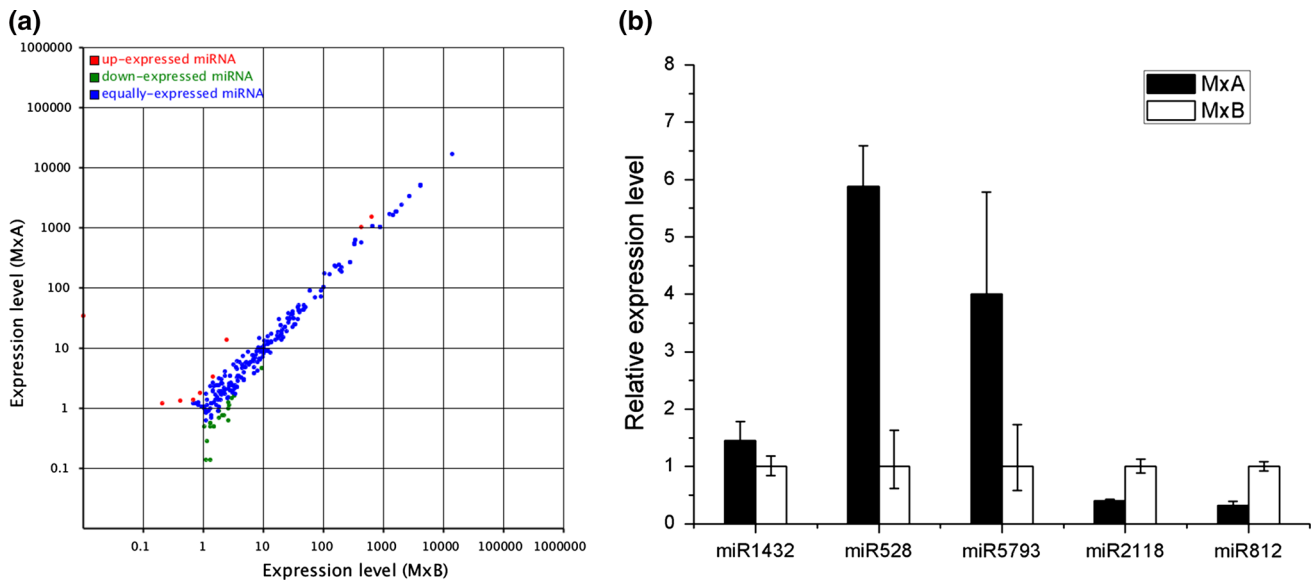 (a)
1000000
100000
10000
1000
100
10
1
0.1
up-expressed miRNA
down-expressed miRNA
equally-expressed miRNA
Expression level (MxA)
0.1 1 10 100 1000 10000 100000 1000000
Expression level (MxB)
(b)
8
7
6
5
4
3
2
1
0
MxA
MxB
Relative expression level
miR1432 miR528 miR5793 miR2118 miR812